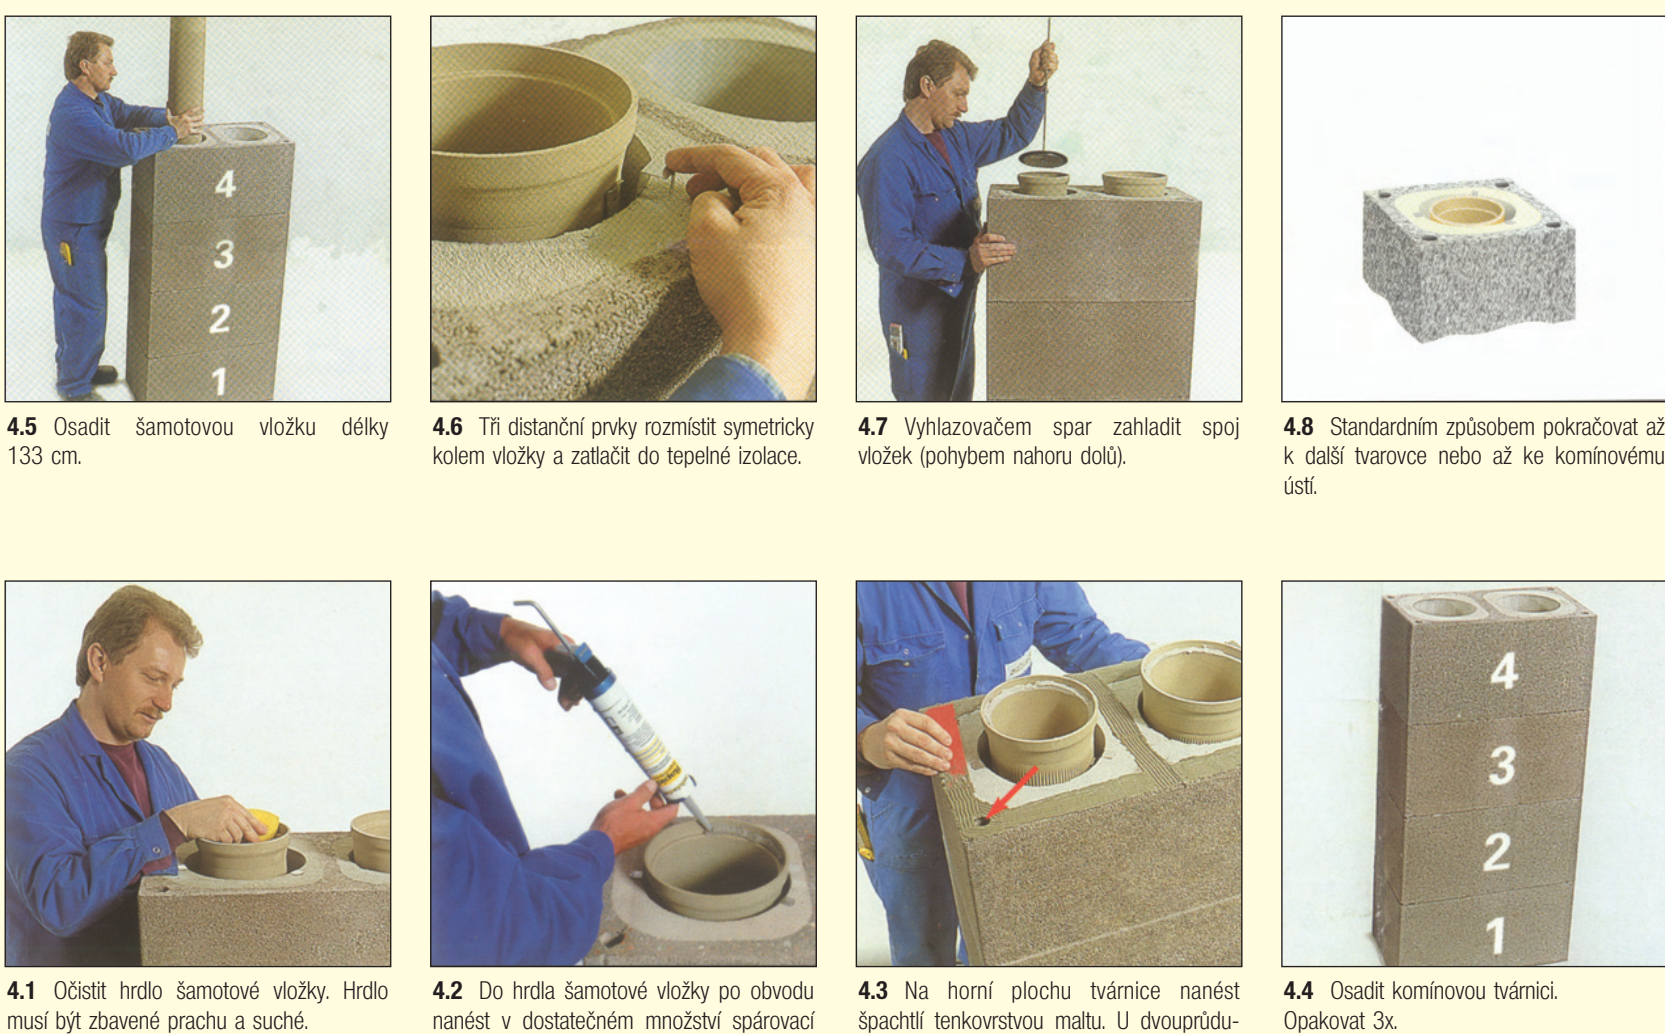 4
3
2
1
4.5 Osadit šamotovou vložku délky
133 cm.
4.6 Tři distanční prvky rozmístit symetricky
kolem vložky a zatlačit do tepelné izolace.
4.7 Vyhlazovačem spar zahladit spoj
vložek (pohybem nahoru dolů).
4.8 Standardním způsobem pokračovat až
k další tvarovce nebo až ke komínovému
ústí.
4
3
2
1
4.1 Očistit hrdlo šamotové vložky. Hrdlo
musí být zbavené prachu a suché.
4.2 Do hrdla šamotové vložky po obvodu
nanést v dostatečném množství spárovací
4.3 Na horní plochu tvárnice nanést
špachtlí tenkovrstvou maltu. U dvouprůdu-
4.4 Osadit komínovou tvárnici.
Opakovat 3x.